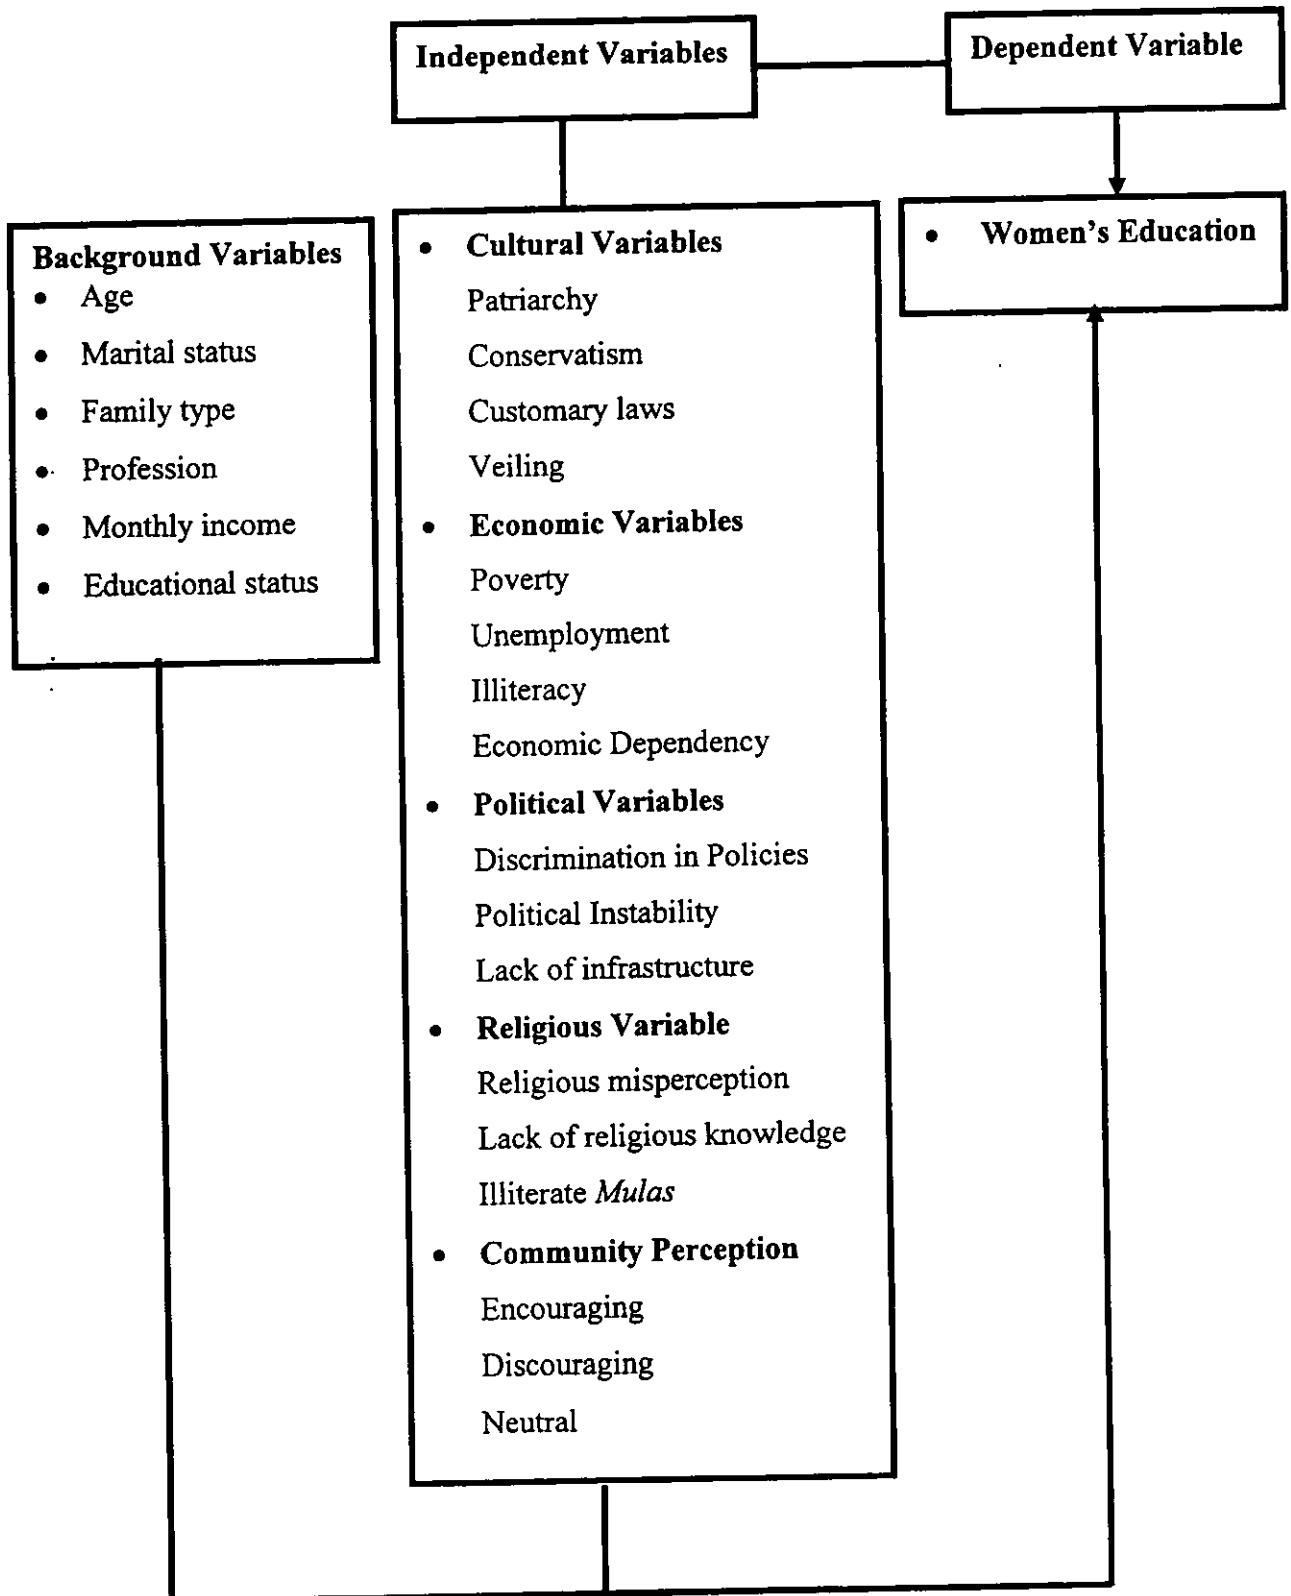 Independent Variables
Dependent Variable
Background Variables
• Age
• Marital status
• Family type
• Profession
• Monthly income
• Educational status
• Cultural Variables
Patriarchy
Conservatism
Customary laws
Veiling
• Economic Variables
Poverty
Unemployment
Illiteracy
Economic Dependency
• Political Variables
Discrimination in Policies
Political Instability
Lack of infrastructure
• Religious Variable
Religious misperception
Lack of religious knowledge
Illiterate Mulas
• Community Perception
Encouraging
Discouraging
Neutral
• Women's Education